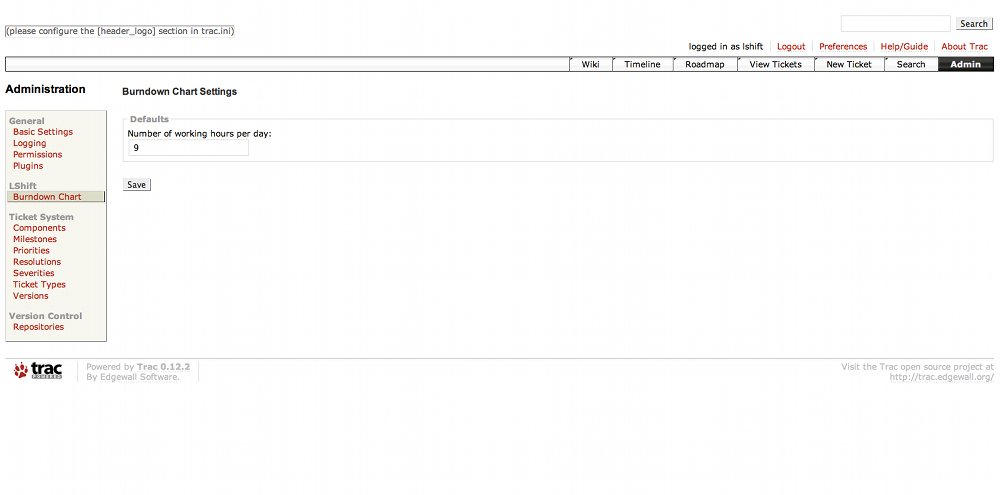 (please configure the [header_logo] section in trac.ini)
Search
logged in as lshift Logout Preferences Help/Guide About Trac
Wiki Timeline Roadmap View Tickets New Ticket Search Admin
Administration
General
Basic Settings
Logging
Permissions
Plugins
LShift
Burndown Chart
Ticket System
Components
Milestones
Priorities
Resolutions
Severities
Ticket Types
Versions
Version Control
Repositories
Burndown Chart Settings
Defaults
Number of working hours per day:
9
Save
trac
POWERED
Powered by Trac 0.12.2
By Edgewall Software.
Visit the Trac open source project at
http://trac.edgewall.org/